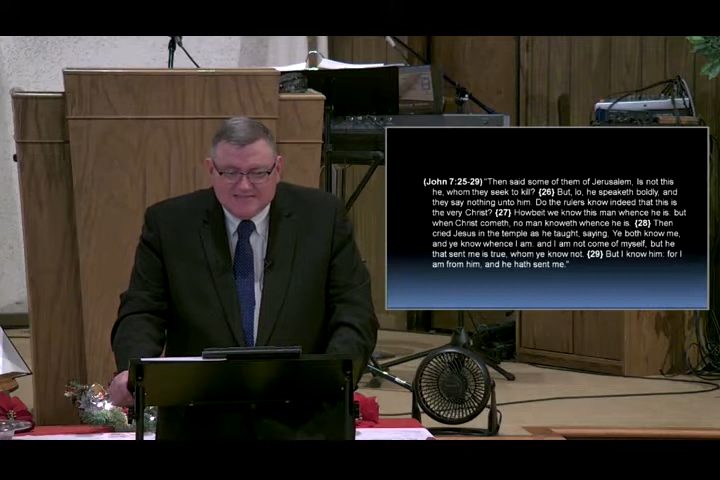 (John 7:25-29) "Then said some of them of Jerusalem, Is not this
he, whom they seek to kill? {26} But, lo, he speaketh boldly, and
they say nothing unto him. Do the rulers know indeed that this is
the very Christ? {27} Howbeit we know this man whence he is: but
when Christ cometh, no man knoweth whence he is. {28} Then
cried Jesus in the temple as he taught, saying, Ye both know me,
and ye know whence I am: and I am not come of myself, but he
that sent me is true, whom ye know not. {29} But I know him: for I
am from him, and he hath sent me."